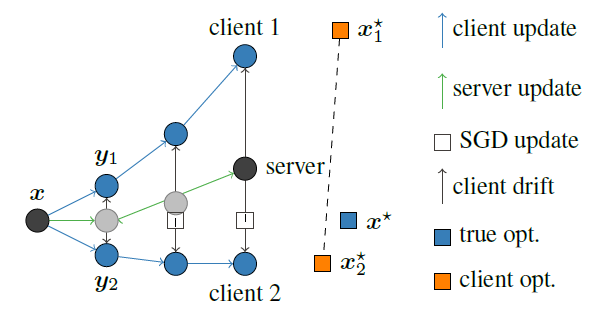 client 1
x₁*
client update
server update
y₁
SGD update
server
client drift
x
x*
true opt.
x₂*
y₂
client 2
client opt.